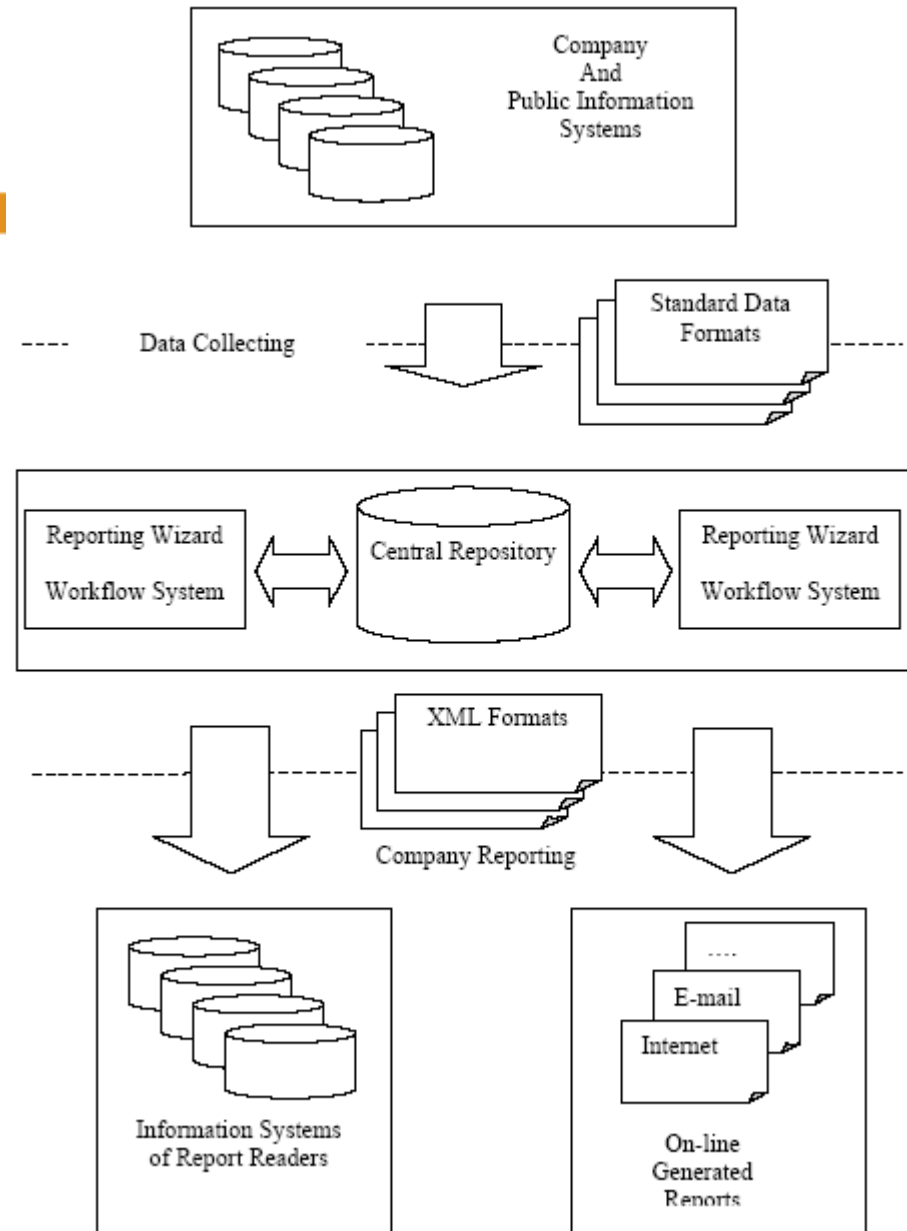 Company
And
Public Information
Systems
Standard Data
Formats
Data Collecting
Reporting Wizard
Workflow System
Central Repository
Reporting Wizard
Workflow System
XML Formats
Company Reporting
....
E-mail
Internet
Information Systems
of Report Readers
On-line
Generated
Reports